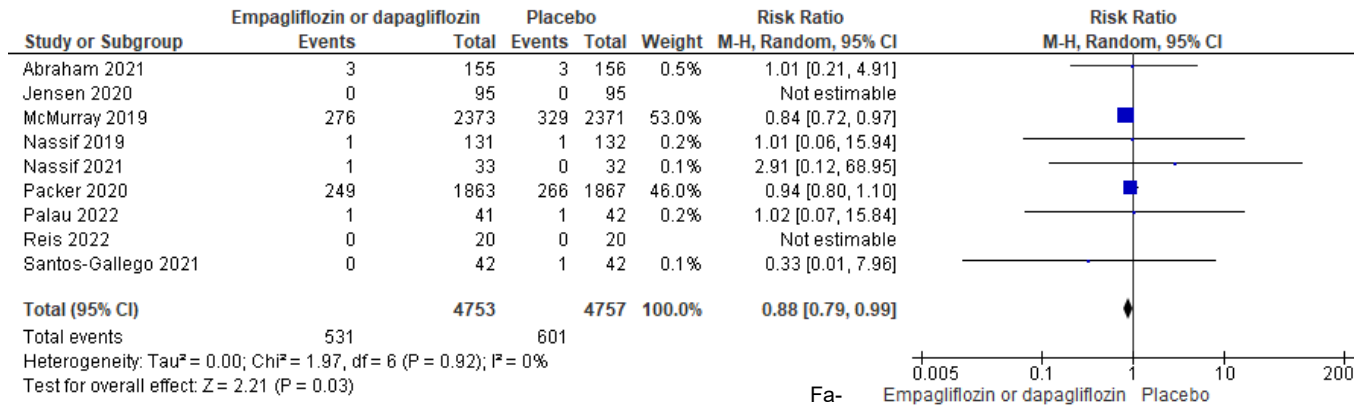 Empagliflozin or dapagliflozin Placebo Risk Ratio Risk Ratio
Study or Subgroup Events Total Events Total Weight M-H, Random, 95% CI M-H, Random, 95% CI
Abraham 2021 3 155 3 156 0.5% 1.01 [0.21, 4.91]
Jensen 2020 0 95 0 95 Not estimable
McMurray 2019 276 2373 329 2371 53.0% 0.84 [0.72, 0.97]
Nassif 2019 1 131 1 132 0.2% 1.01 [0.06, 15.94]
Nassif 2021 1 33 0 32 0.1% 2.91 [0.12, 68.95]
Packer 2020 249 1863 266 1867 46.0% 0.94 [0.80, 1.10]
Palau 2022 1 41 1 42 0.2% 1.02 [0.07, 15.84]
Reis 2022 0 20 0 20 Not estimable
Santos-Gallego 2021 0 42 1 42 0.1% 0.33 [0.01, 7.96]
Total (95% CI) 4753 4757 100.0% 0.88 [0.79, 0.99]
Total events 531 601
Heterogeneity: Tau² = 0.00; Chi² = 1.97, df = 6 (P = 0.92); I² = 0%
Test for overall effect: Z = 2.21 (P = 0.03)
0.005 0.1 1 10 200
Fa- Empagliflozin or dapagliflozin Placebo